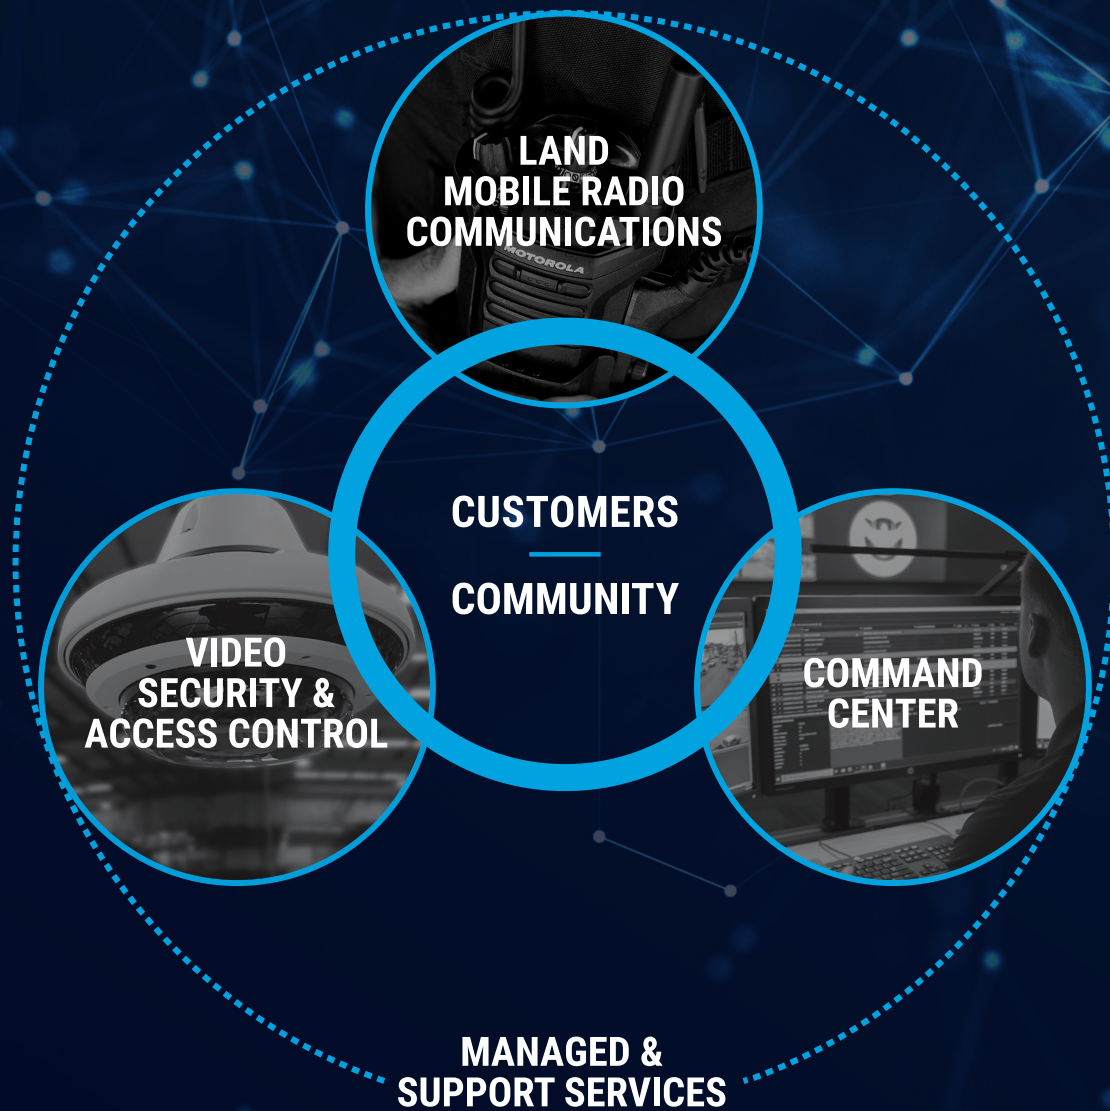 LAND
MOBILE RADIO
COMMUNICATIONS
MOTOROLA
CUSTOMERS
COMMUNITY
VIDEO
SECURITY &
ACCESS CONTROL
COMMAND
CENTER
MANAGED &
SUPPORT SERVICES